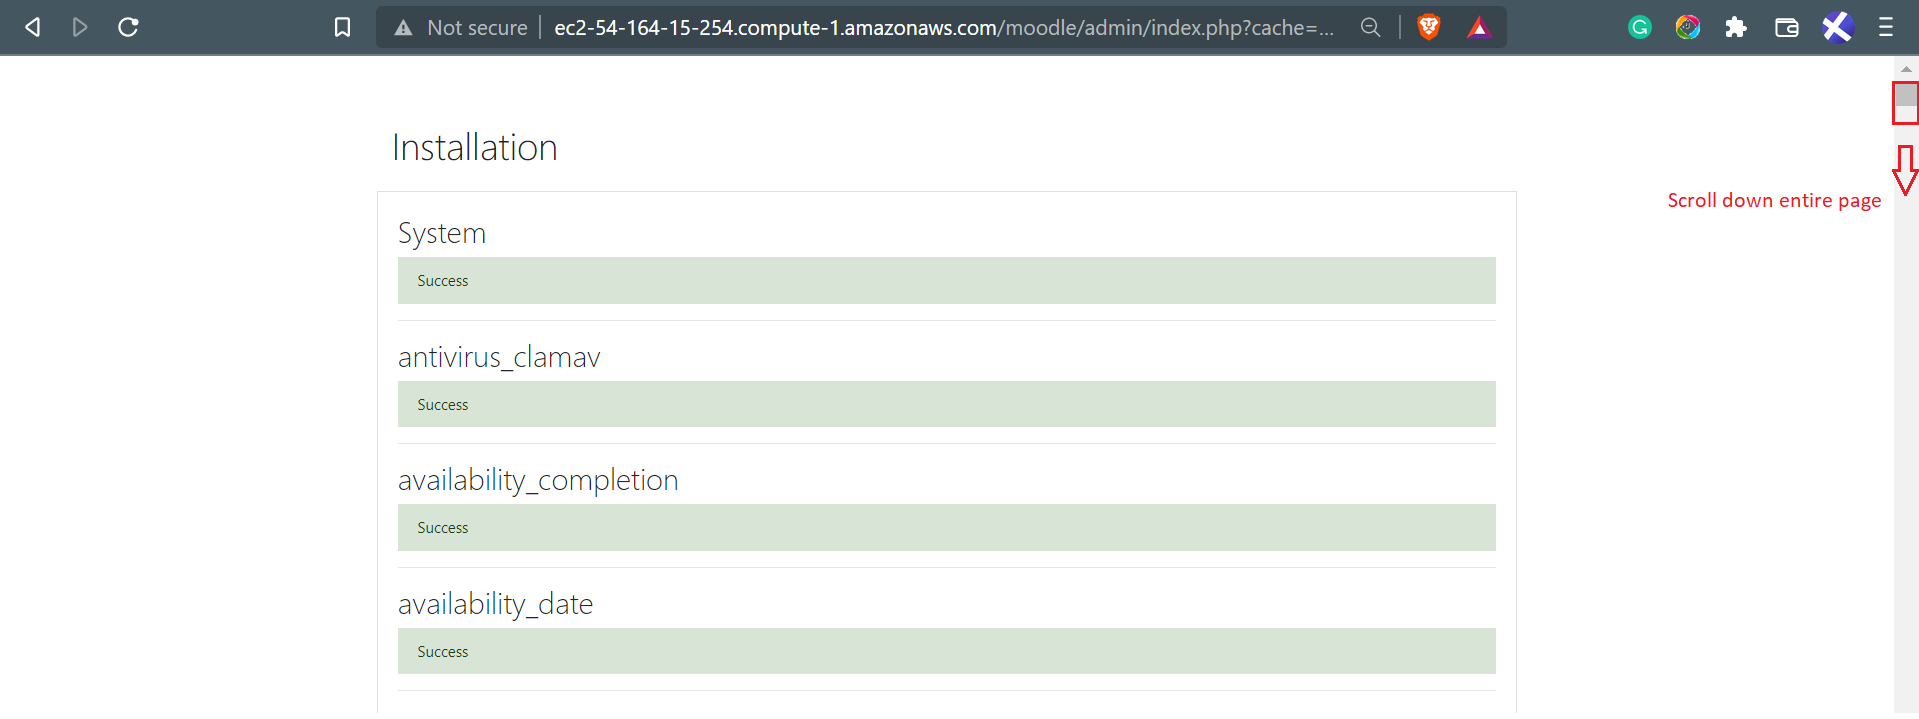 Not secure
ec2-54-164-15-254.compute-1.amazonaws.com/moodle/admin/index.php?cache=...
Installation
Scroll down entire page
System
Success
antivirus_clamav
Success
availability_completion
Success
availability_date
Success